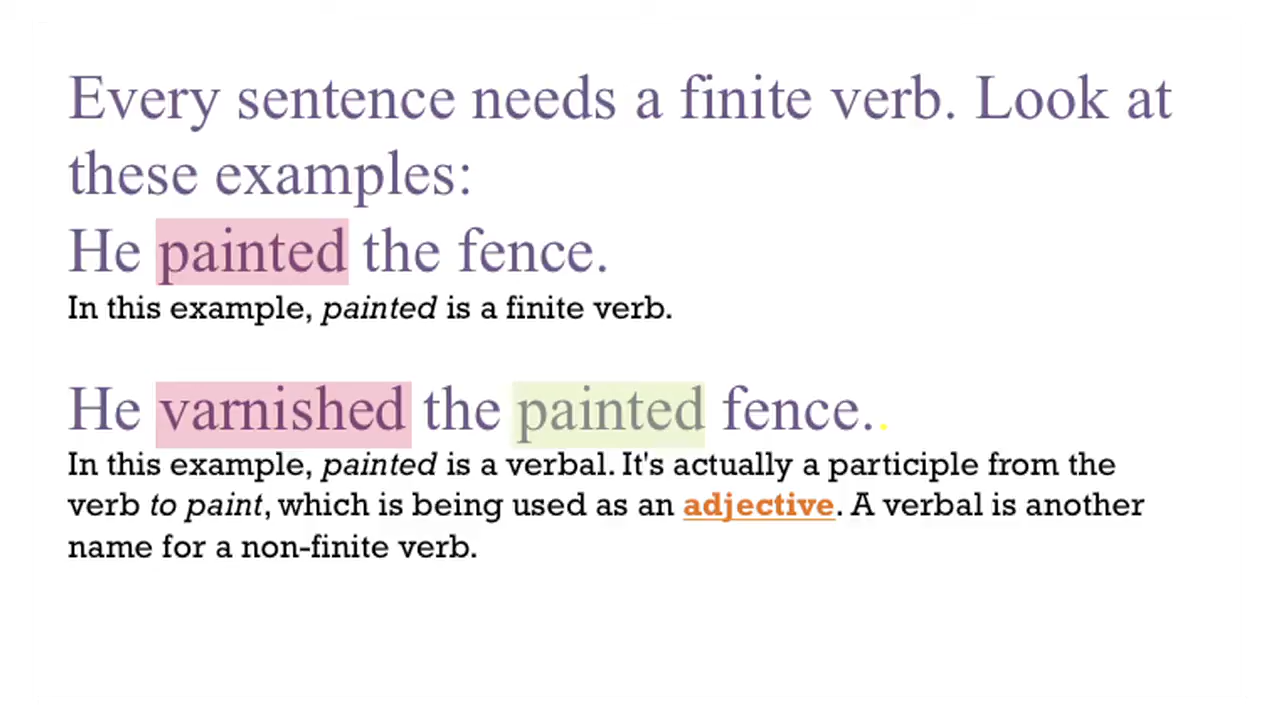 Every sentence needs a finite verb. Look at
these examples:
He painted the fence.
In this example, painted is a finite verb.
He varnished the painted fence..
In this example, painted is a verbal. It's actually a participle from the
verb to paint, which is being used as an adjective. A verbal is another
name for a non-finite verb.